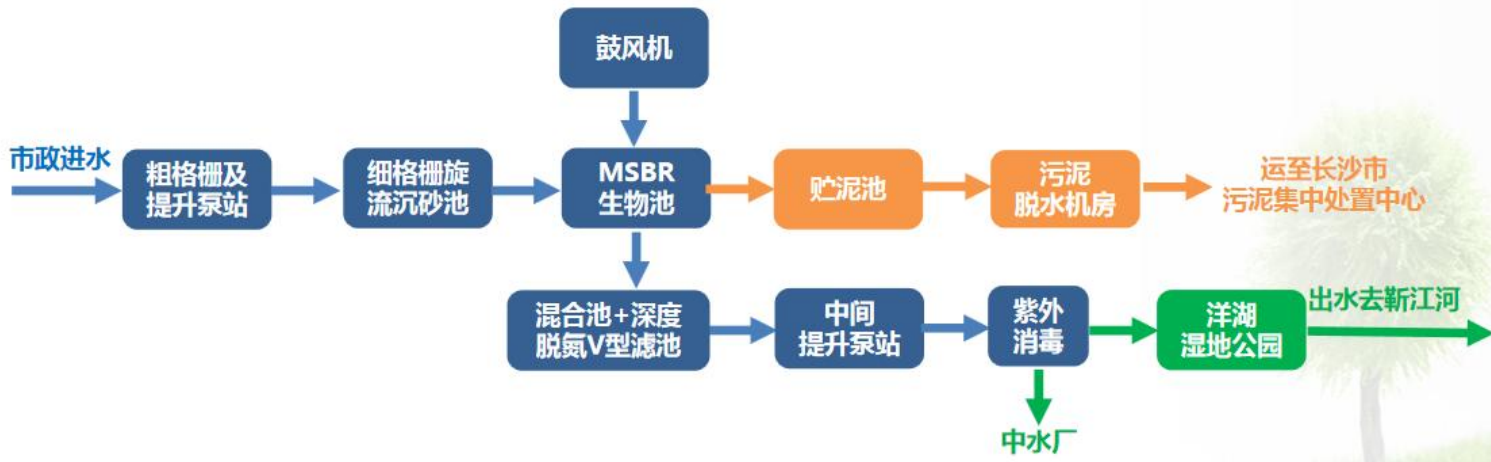 鼓风机
市政进水
粗格栅及
提升泵站
细格栅旋
流沉砂池
MSBR
生物池
贮泥池
污泥
脱水机房
运至长沙市
污泥集中处置中心
混合池+深度
脱氮V型滤池
中间
提升泵站
紫外
消毒
洋湖
湿地公园
出水去靳江河
中水厂